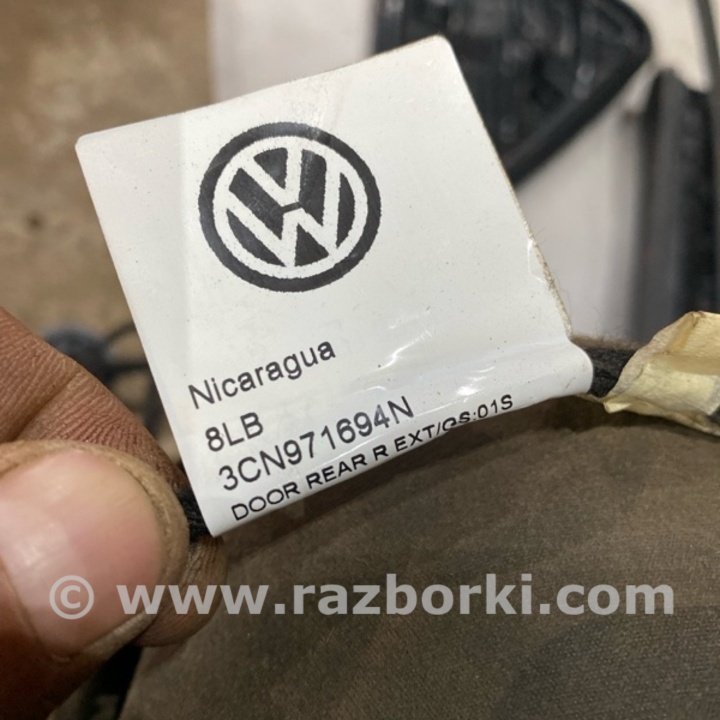 Nicaragua
8LB
3CN971694N
DOOR REAR R EXT/QS:01S
© www.razborki.com